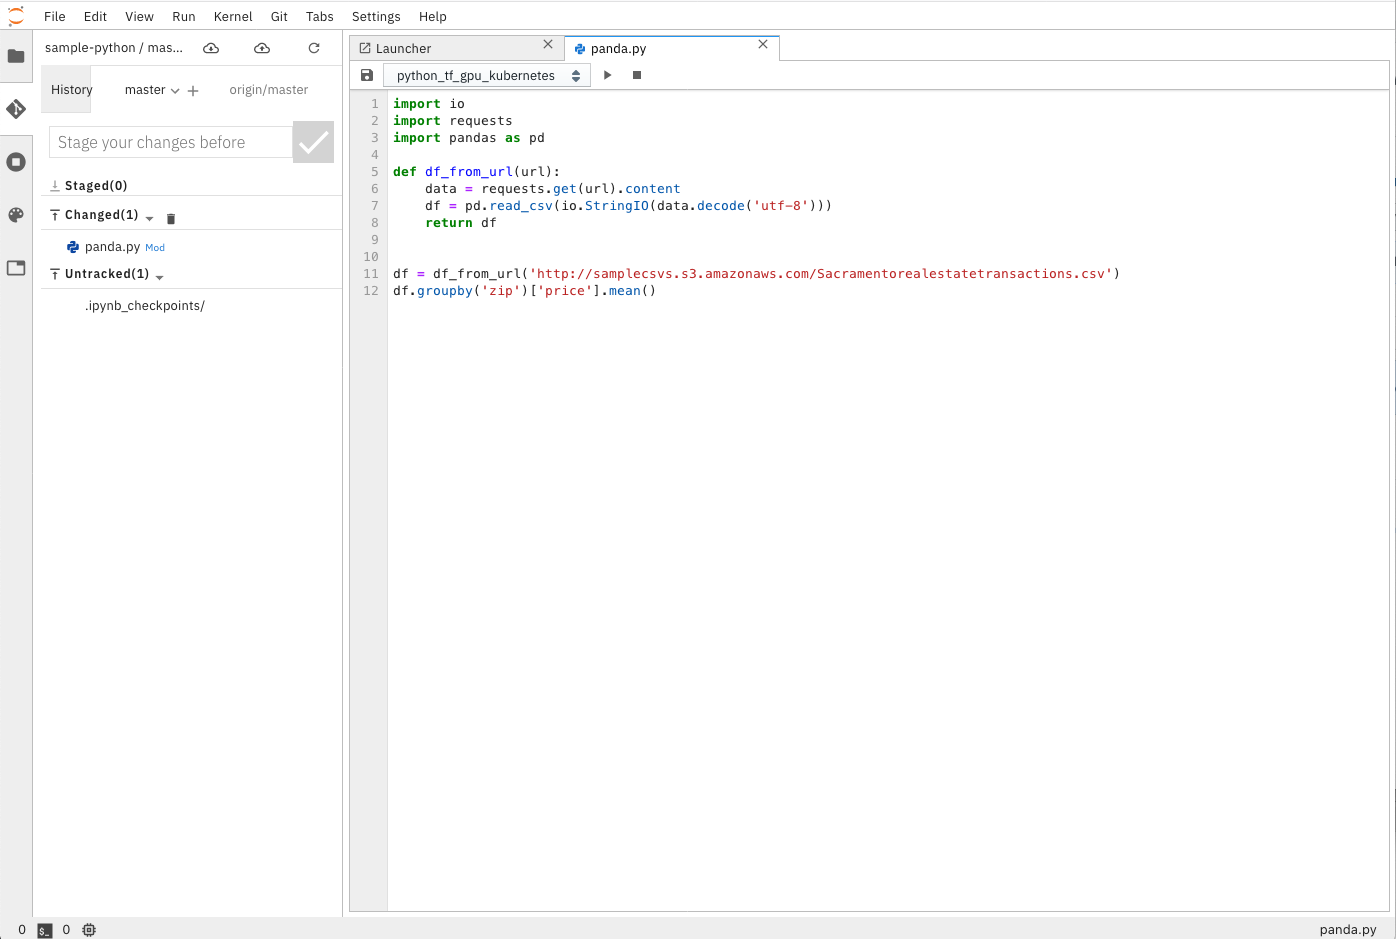 File Edit View Run Kernel Git Tabs Settings Help
sample-python / mas...
History master origin/master
Stage your changes before
Staged(0)
Changed(1)
panda.py Mod
Untracked(1)
.ipynb_checkpoints/
Launcher panda.py
python_tf_gpu_kubernetes
1 import io
2 import requests
3 import pandas as pd
4
5 def df_from_url(url):
6     data = requests.get(url).content
7     df = pd.read_csv(io.StringIO(data.decode('utf-8')))
8     return df
9
10
11 df = df_from_url('http://samplecsvs.s3.amazonaws.com/Sacramentorealestatetransactions.csv')
12 df.groupby('zip')['price'].mean()
0 $_ 0 panda.py